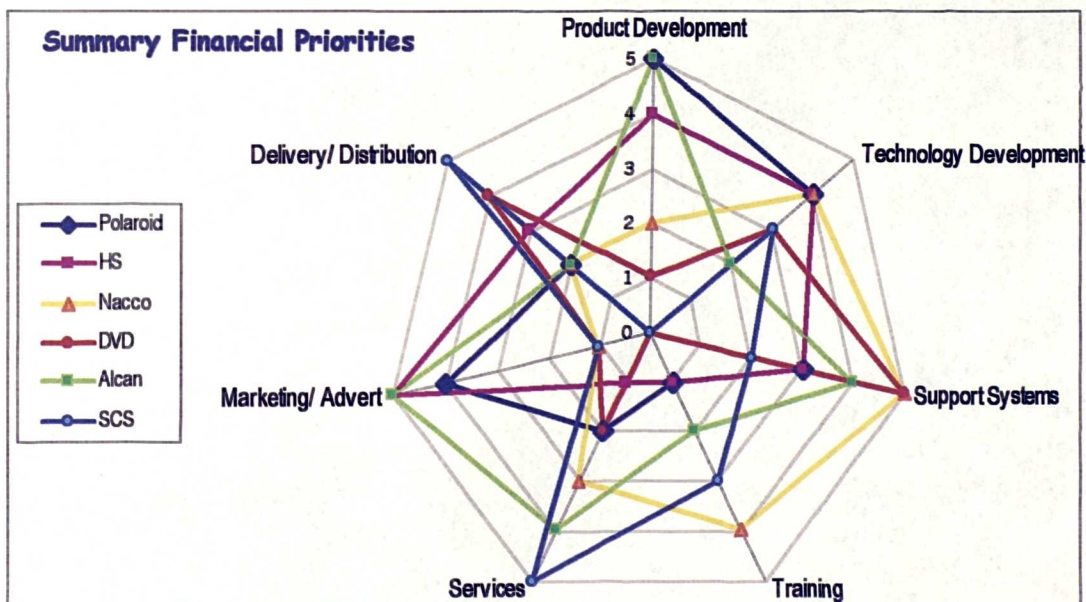 Summary Financial Priorities
Product Development
5
4
3
2
1
0
Delivery/ Distribution
Technology Development
Polaroid
HS
Nacco
DVD
Alcan
SCS
Marketing/ Advert
Support Systems
Services
Training